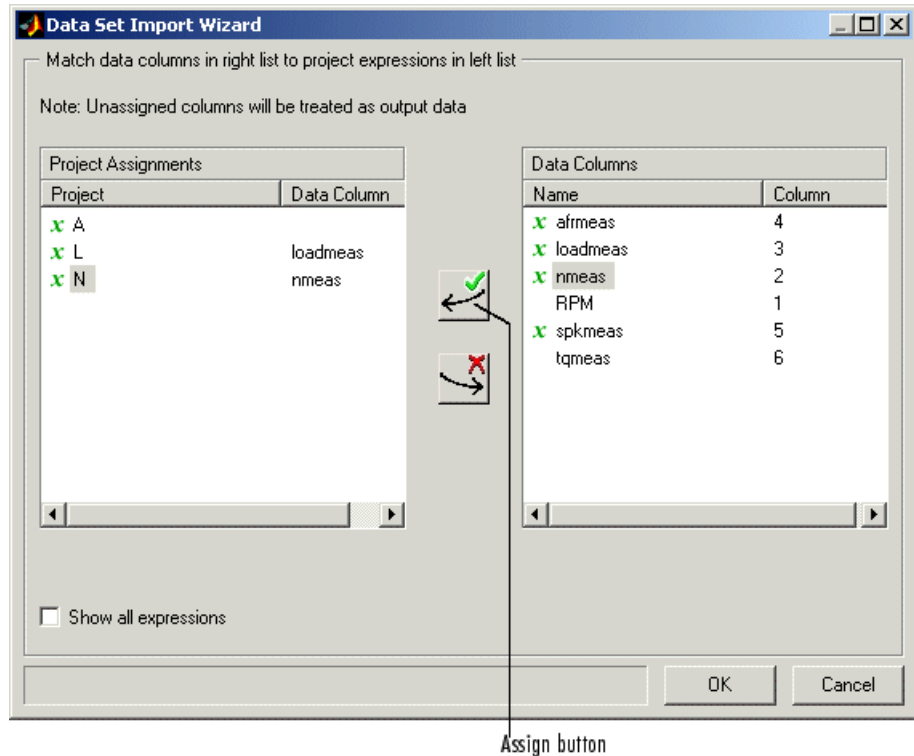 Data Set Import Wizard
Match data columns in right list to project expressions in left list
Note: Unassigned columns will be treated as output data
Project Assignments
Project Data Column
x A
x L loadmeas
x N nmeas
Data Columns
Name Column
x afrmeas 4
x loadmeas 3
x nmeas 2
RPM 1
x spkmeas 5
tqmeas 6
Show all expressions
OK Cancel
Assign button